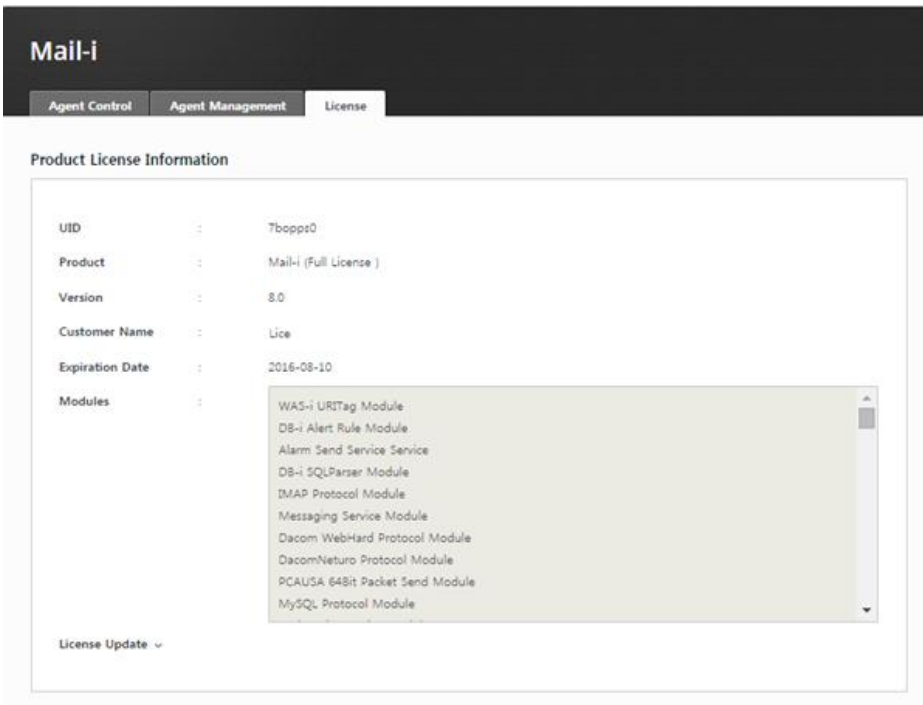 Mail-i
Agent Control Agent Management License
Product License Information
UID : 7bopps0
Product : Mail-i (Full License )
Version : 8.0
Customer Name : Lice
Expiration Date : 2016-08-10
Modules : WAS-i URITag Module
DB-i Alert Rule Module
Alarm Send Service Service
DB-i SQLParser Module
IMAP Protocol Module
Messaging Service Module
Dacom WebHard Protocol Module
DacomNeturo Protocol Module
PCAUSA 64Bit Packet Send Module
MySQL Protocol Module
License Update